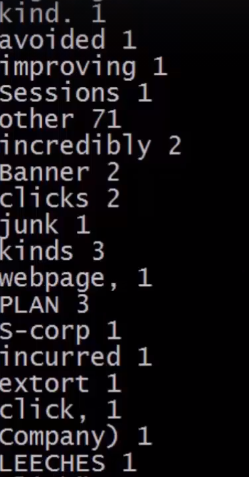 kind. 1
avoided 1
improving 1
Sessions 1
other 71
incredibly 2
Banner 2
clicks 2
junk 1
kinds 3
webpage, 1
PLAN 3
S-corp 1
incurred 1
extort 1
click, 1
Company) 1
LEECHES 1